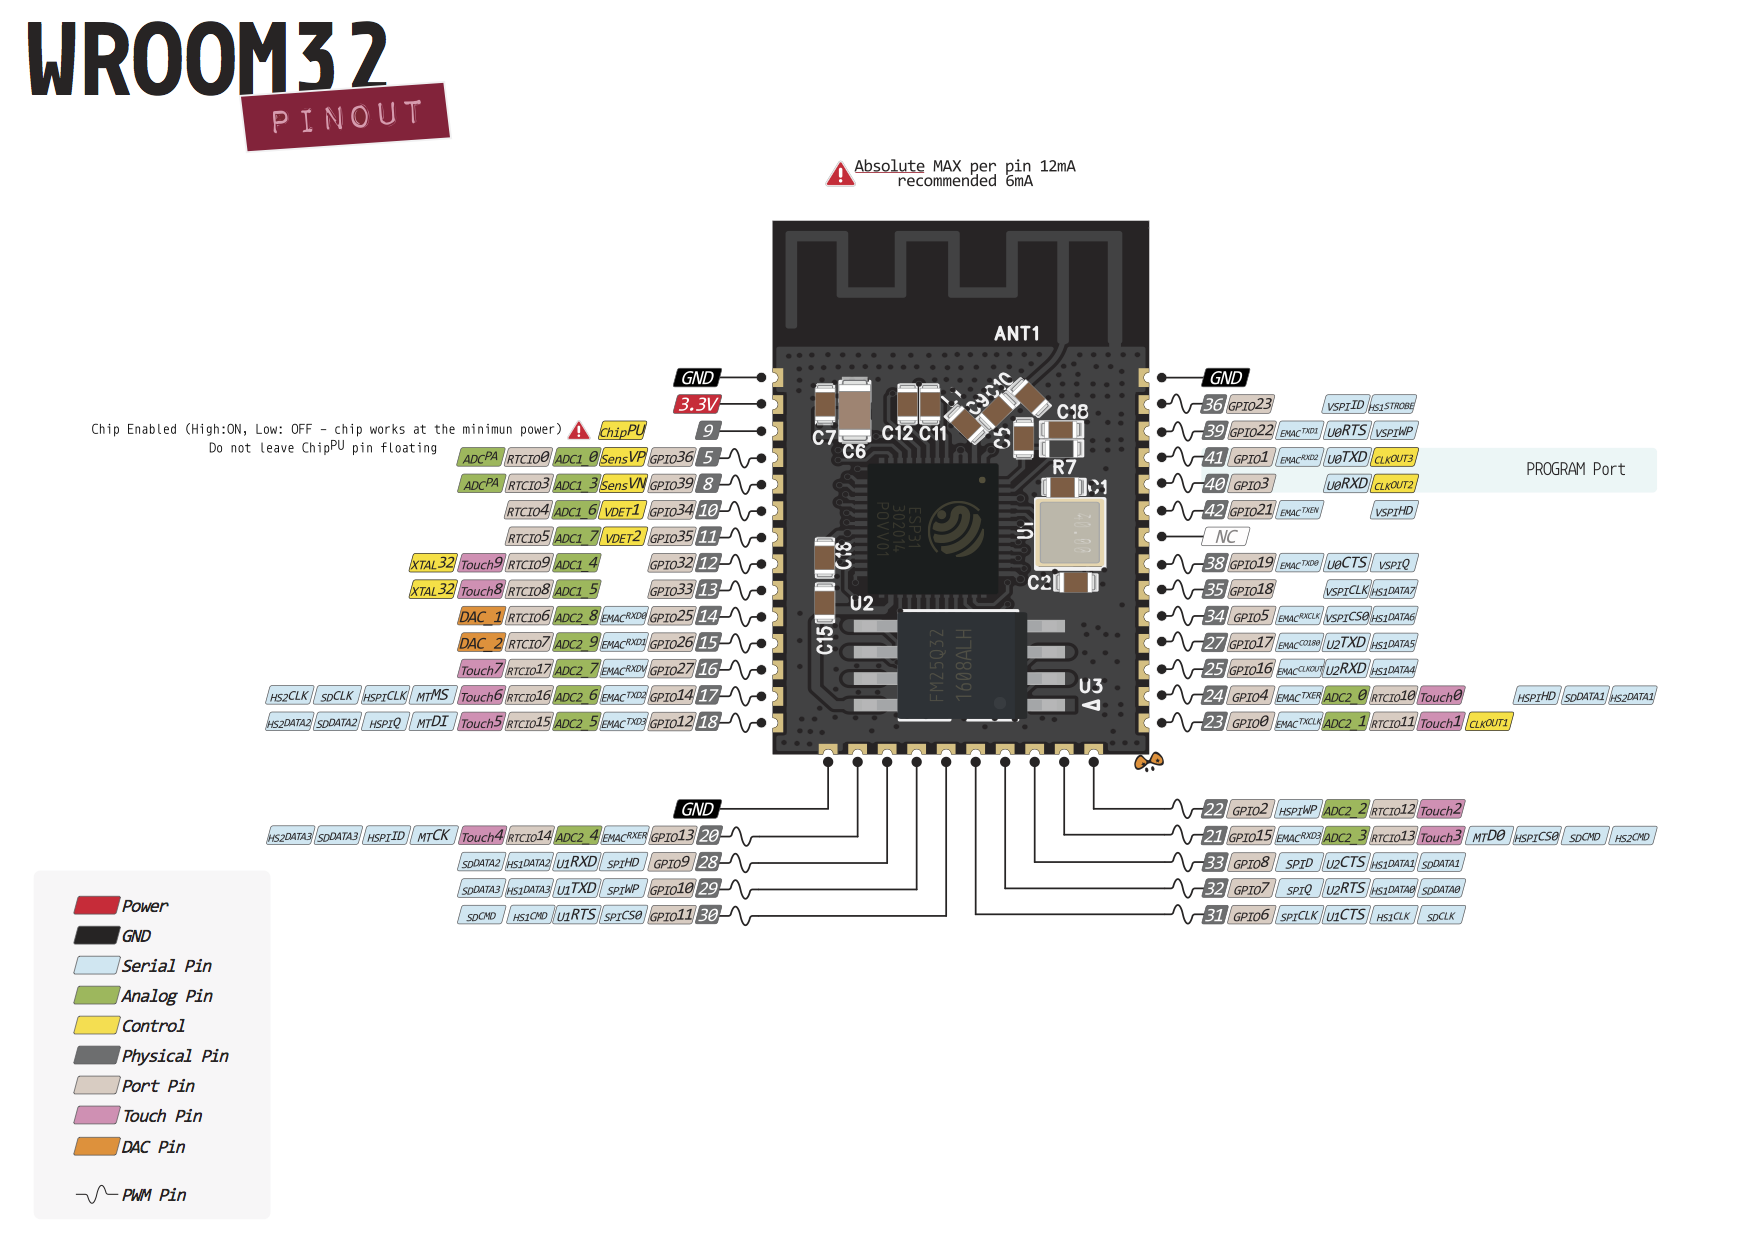 WROOM32
PINOUT
Absolute MAX per pin 12mA
recommended 6mA
ANT1
GND
3.3V
Chip Enabled (High:ON, Low: OFF - chip works at the minimun power) ChipPU 9
Do not leave ChipPU pin floating
ADCPA RTCIO0 ADC1_0 SensVP GPIO36 5
ADCPA RTCIO3 ADC1_3 SensVN GPIO39 8
RTCIO4 ADC1_6 VDET1 GPIO34 10
RTCIO5 ADC1_7 VDET2 GPIO35 11
XTAL32 Touch9 RTCIO9 ADC1_4 GPIO32 12
XTAL32 Touch8 RTCIO8 ADC1_5 GPIO33 13
DAC_1 RTCIO6 ADC2_8 EMACRXD0 GPIO25 14
DAC_2 RTCIO7 ADC2_9 EMACRXD1 GPIO26 15
Touch7 RTCIO17 ADC2_7 EMACRXDV GPIO27 16
HS2CLK SDCLK HSPICLK MTMS Touch6 RTCIO16 ADC2_6 EMACTXD2 GPIO14 17
HS2DATA2 SDDATA2 HSPIQ MTDI Touch5 RTCIO15 ADC2_5 EMACTXD3 GPIO12 18
C7
C6
C12 C11
C9
C10
C5
C18
R7
C1
U1
C2
40.00
ESP31
302014
P0VV01
C16
C15
U2
FM25Q32
1608ALH
U3
GND
36 GPIO23 VSPIID HS1STROBE
39 GPIO22 EMACTXD1 U0RTS VSPIWP
41 GPIO1 EMACRXD2 U0TXD CLKOUT3
PROGRAM Port
40 GPIO3 U0RXD CLKOUT2
42 GPIO21 EMACTXEN VSPIHD
NC
38 GPIO19 EMACTXD0 U0CTS VSPIQ
35 GPIO18 VSPICLK HS1DATA7
34 GPIO5 EMACRXCLK VSPICS0 HS1DATA6
27 GPIO17 EMACCO180 U2TXD HS1DATA5
25 GPIO16 EMACCLKOUT U2RXD HS1DATA4
24 GPIO4 EMACTXER ADC2_0 RTCIO10 Touch0 HSPIHD SDDATA1 HS2DATA1
23 GPIO0 EMACTXCLK ADC2_1 RTCIO11 Touch1 CLKOUT1
GND
HS2DATA3 SDDATA3 HSPIID MTCK Touch4 RTCIO14 ADC2_4 EMACRXER GPIO13 20
SDDATA2 HS1DATA2 U1RXD SPIHD GPIO9 28
SDDATA3 HS1DATA3 U1TXD SPIWP GPIO10 29
SDCMD HS1CMD U1RTS SPICS0 GPIO11 30
22 GPIO2 HSPIWP ADC2_2 RTCIO12 Touch2
21 GPIO15 EMACRXD3 ADC2_3 RTCIO13 Touch3 MTD0 HSPICS0 SDCMD HS2CMD
33 GPIO8 SPID U2CTS HS1DATA1 SDDATA1
32 GPIO7 SPIQ U2RTS HS1DATA0 SDDATA0
31 GPIO6 SPICLK U1CTS HS1CLK SDCLK
Power
GND
Serial Pin
Analog Pin
Control
Physical Pin
Port Pin
Touch Pin
DAC Pin
PWM Pin